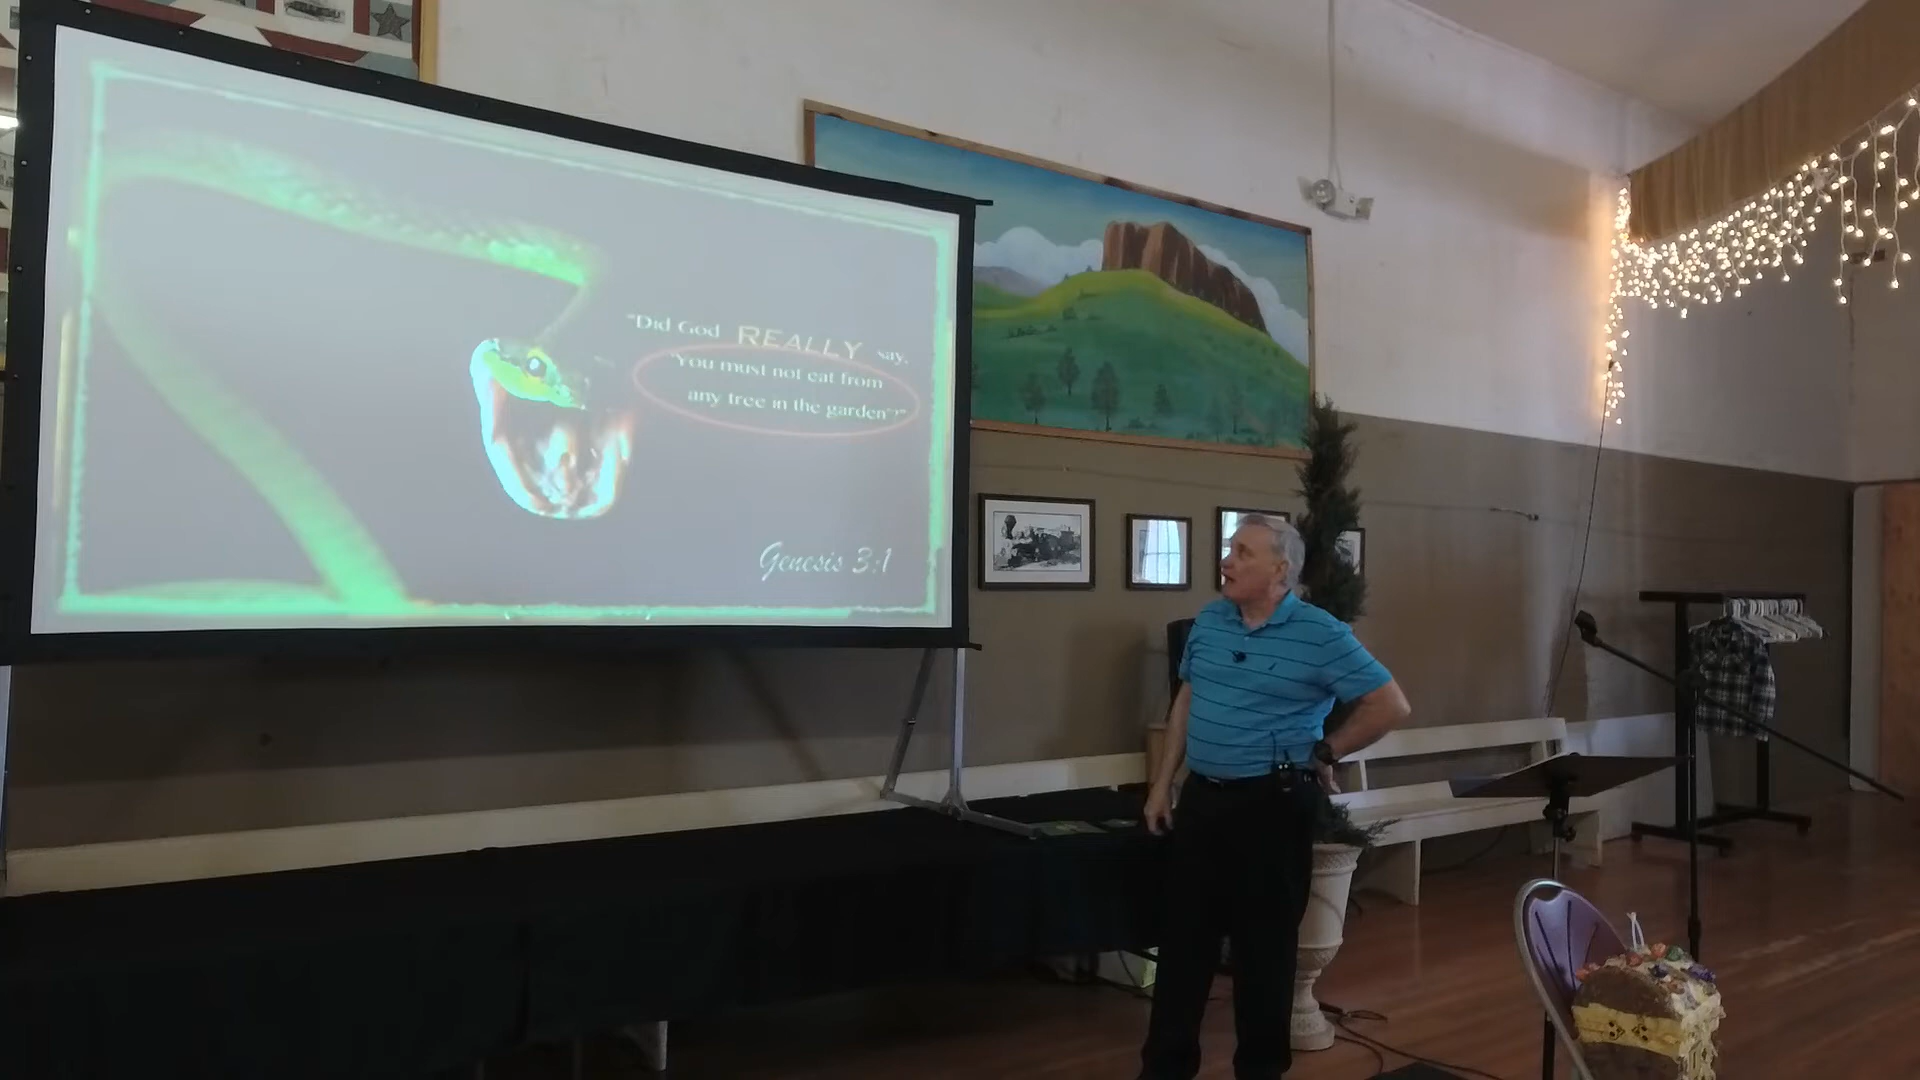 "Did God REALLY say,
"You must not eat from
any tree in the garden"?"
Genesis 3:1